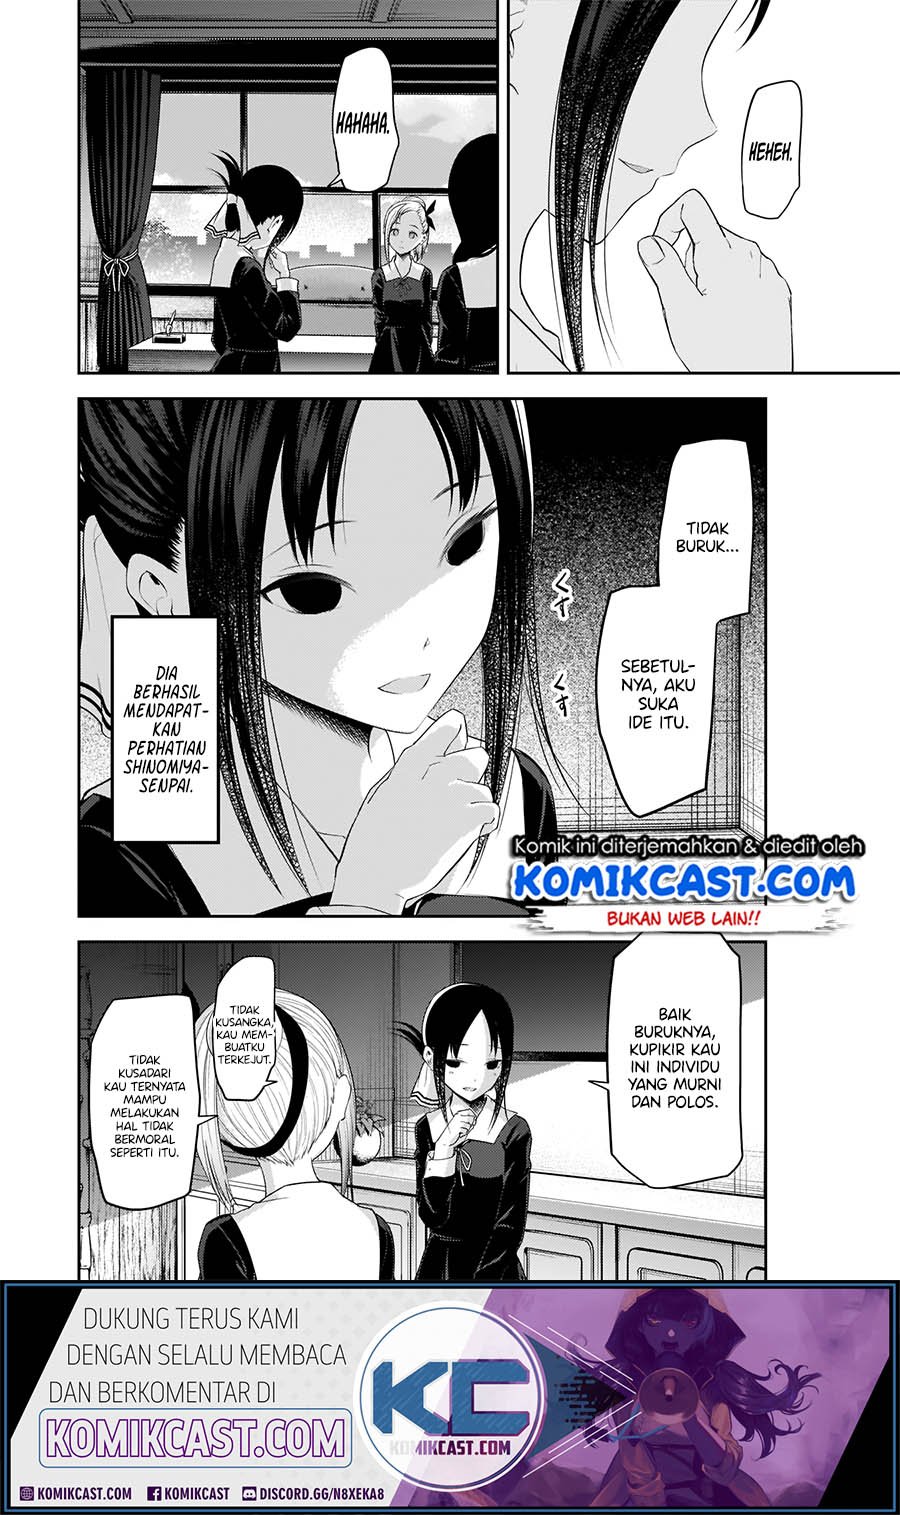 HEHEH.
HAHAHA.
TIDAK
BURUK...
SEBETUL-
NYA, AKU
SUKA
IDE ITU.
くす
くす
DIA
BERHASIL
MENDAPAT-
KAN
PERHATIAN
SHINOMIYA-
SENPAI.
Komik ini diterjemahkan & diedit oleh
KOMIKCAST.COM
BUKAN WEB LAIN!!
BAIK
BURUKNYA,
KUPIKIR KAU
INI INDIVIDU
YANG MURNI
DAN POLOS.
TIDAK
KUSANGKA,
KAU MEM-
BUATKU
TERKEJUT.
TIDAK
KUSADARI
KAU TERNYATA
MAMPU
MELAKUKAN
HAL TIDAK
BERMORAL
SEPERTI ITU.
DUKUNG TERUS KAMI
DENGAN SELALU MEMBACA
DAN BERKOMENTAR DI
KOMIKCAST.COM
KOMIKCAST.COM KOMIKCAST DISCORD.GG/N8XEKA8
KC
KOMIKCAST.COM